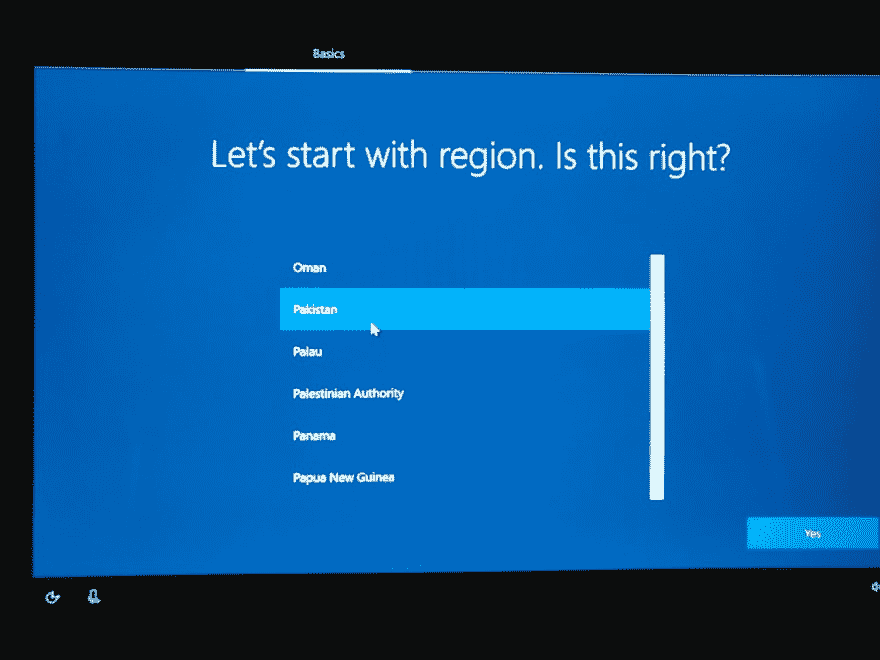 Basics
Let's start with region. Is this right?
Oman
Pakistan
Palau
Palestinian Authority
Panama
Papua New Guinea
Yes